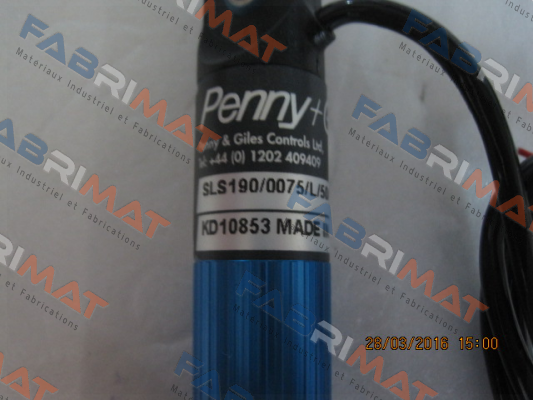 Penny+G
Penny & Giles Controls Ltd.
Tel: +44 (0) 1202 409409
SLS190/0075/L/50
KD10853 MADE IN
28/03/2016 15:00
FABRIMAT
Materiaux Industriel et Fabrications